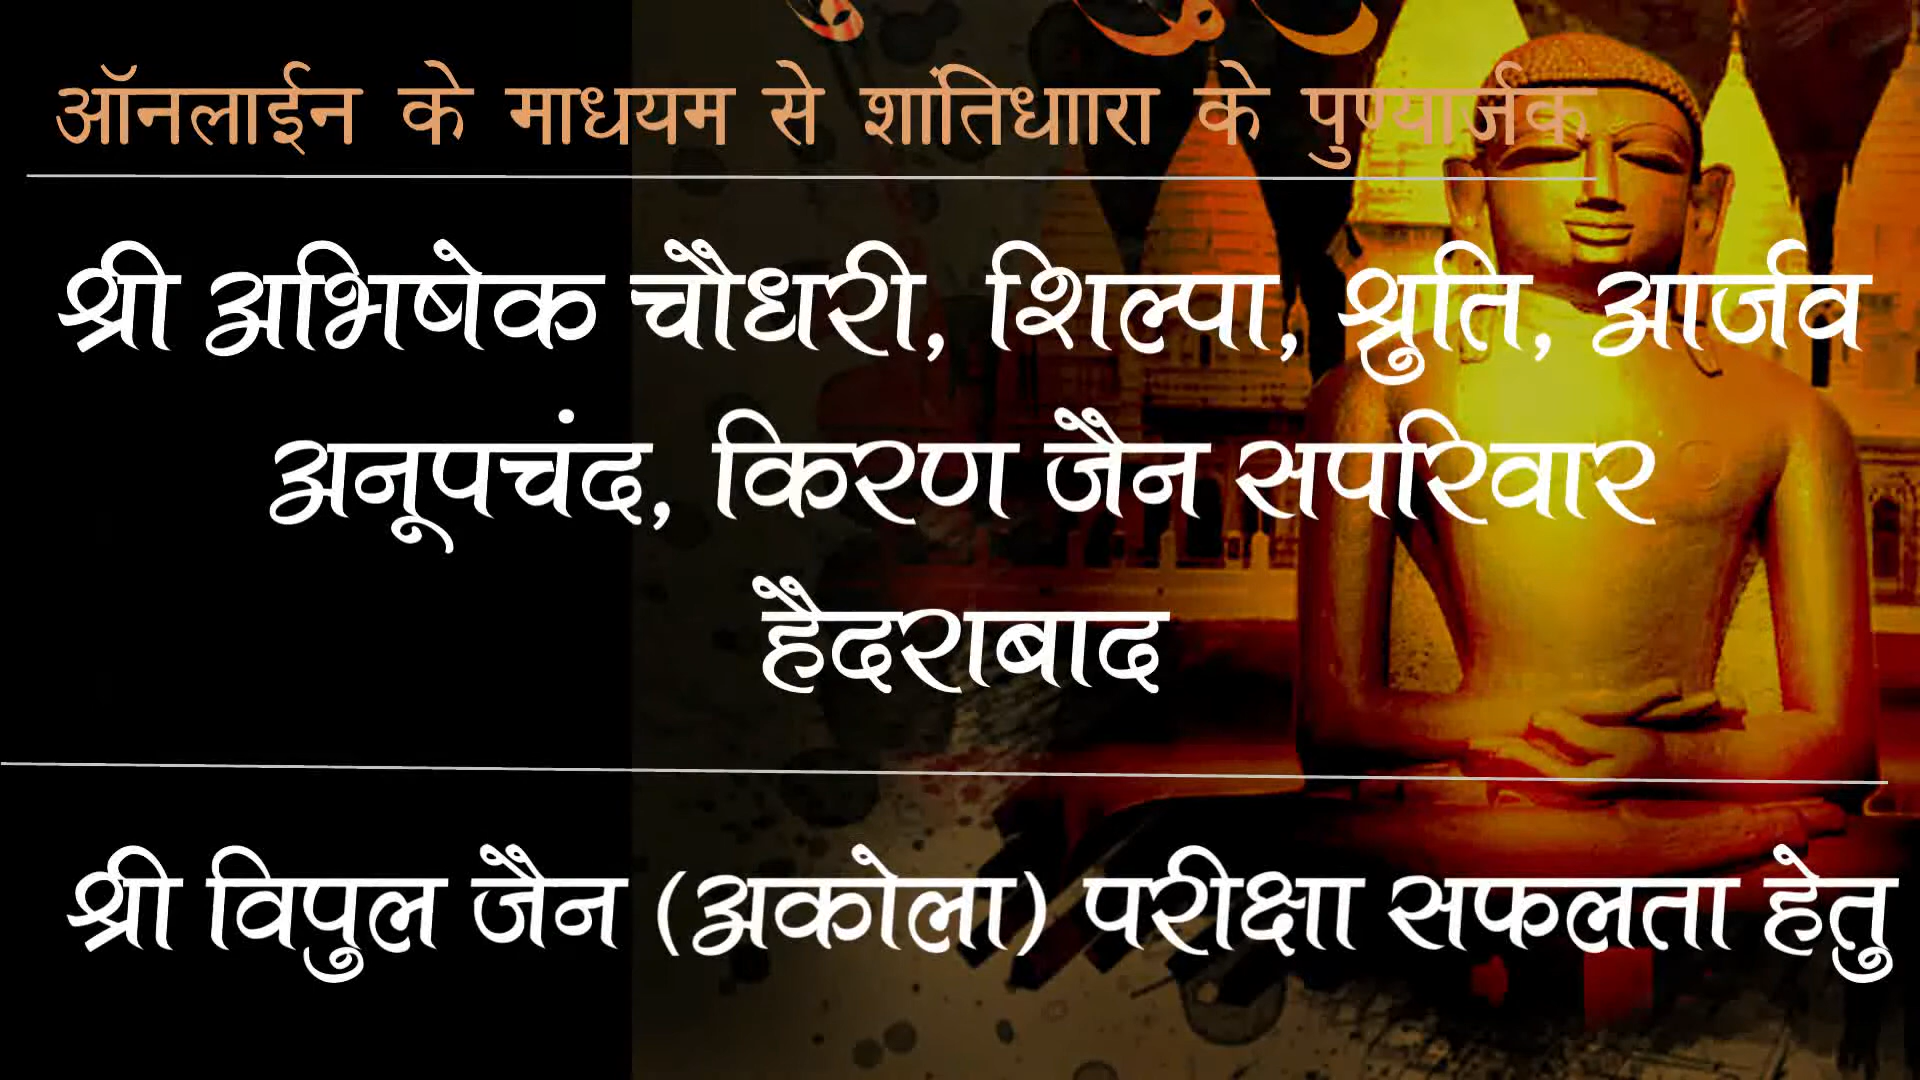 ऑनलाईन के माधयम से शांतिधाारा के पुण्यार्जक
श्री अभिषेक चौधरी, शिल्पा, श्रुति, आर्जव
अनूपचंद, किरण जैन सपरिवार
हैदराबाद
श्री विपुल जैन (अकोला) परीक्षा सफलता हेतु